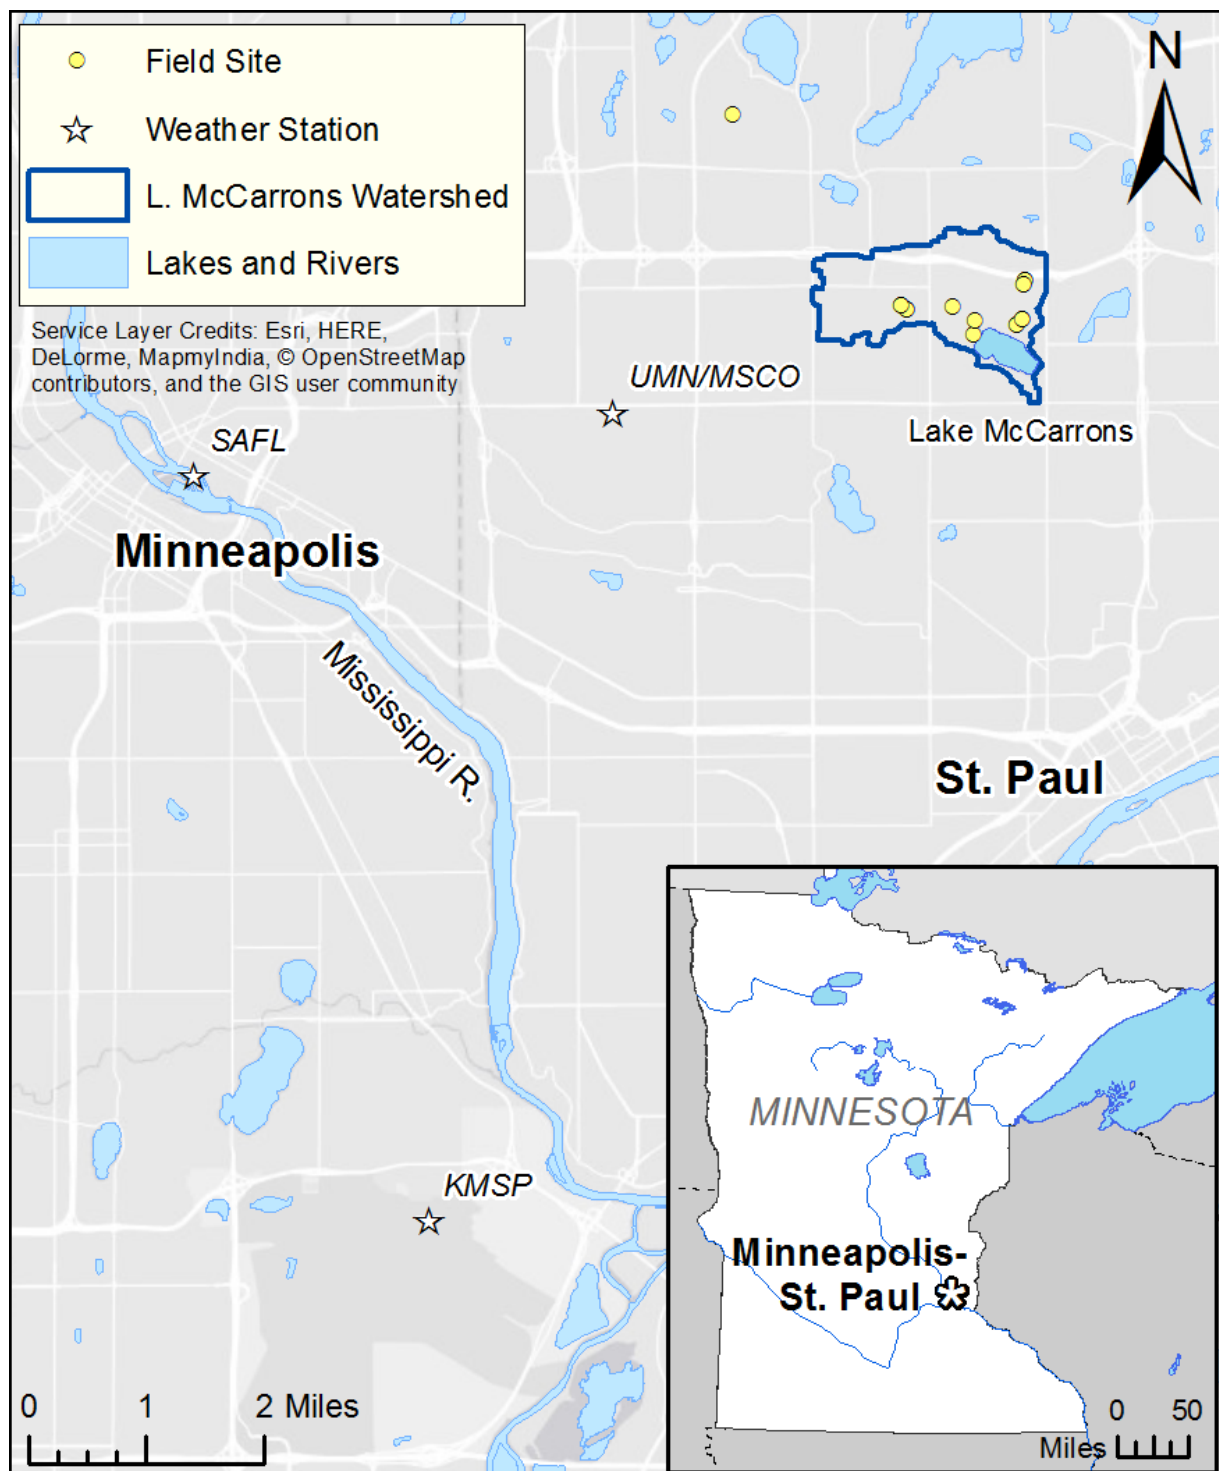 Field Site
Weather Station
L. McCarrons Watershed
Lakes and Rivers
Service Layer Credits: Esri, HERE,
DeLorme, MapmyIndia, © OpenStreetMap
contributors, and the GIS user community
N
UMN/MSCO
Lake McCarrons
SAFL
Minneapolis
Mississippi R.
St. Paul
KMSP
0 1 2 Miles
MINNESOTA
Minneapolis-
St. Paul
0 50
Miles